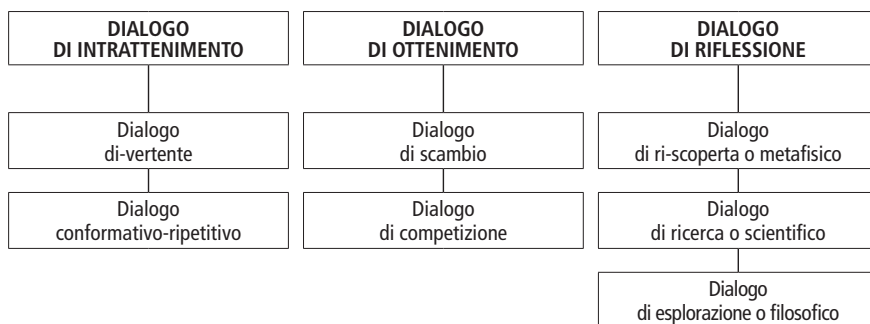 DIALOGO
DI INTRATTENIMENTO
Dialogo
di-vertente
Dialogo
conformativo-ripetitivo
DIALOGO
DI OTTENIMENTO
Dialogo
di scambio
Dialogo
di competizione
DIALOGO
DI RIFLESSIONE
Dialogo
di ri-scoperta o metafisico
Dialogo
di ricerca o scientifico
Dialogo
di esplorazione o filosofico